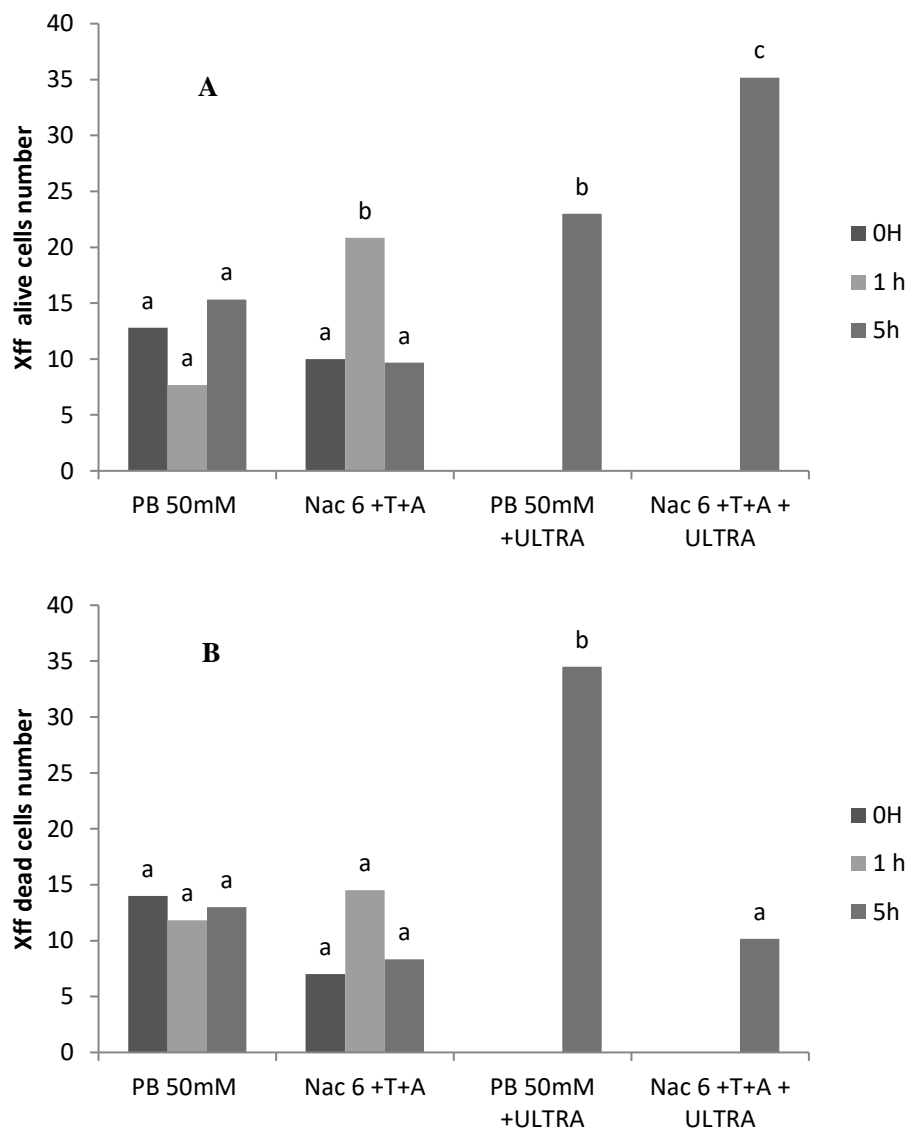 40
35
30
25
20
15
10
5
0
Xff alive cells number
A
a
a
a
a
b
a
b
c
PB 50mM
Nac 6 +T+A
PB 50mM
+ULTRA
Nac 6 +T+A +
ULTRA
0H
1 h
5h
40
35
30
25
20
15
10
5
0
Xff dead cells number
B
a
a
a
a
a
a
b
a
PB 50mM
Nac 6 +T+A
PB 50mM
+ULTRA
Nac 6 +T+A +
ULTRA
0H
1 h
5h